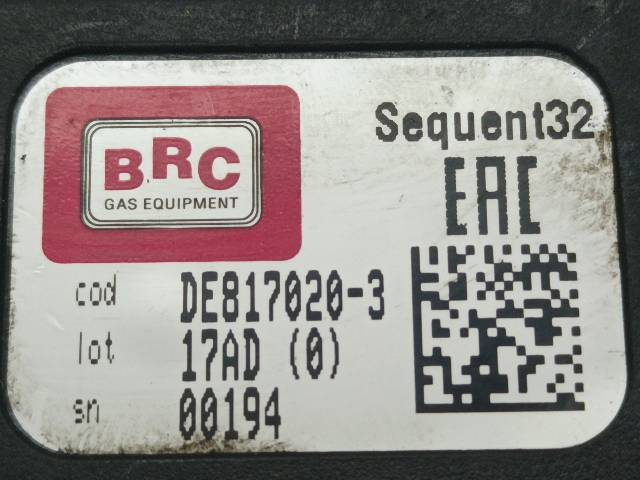 BRC
GAS EQUIPMENT
Sequent32
EAC
cod DE817020-3
lot 17AD (0)
sn 00194